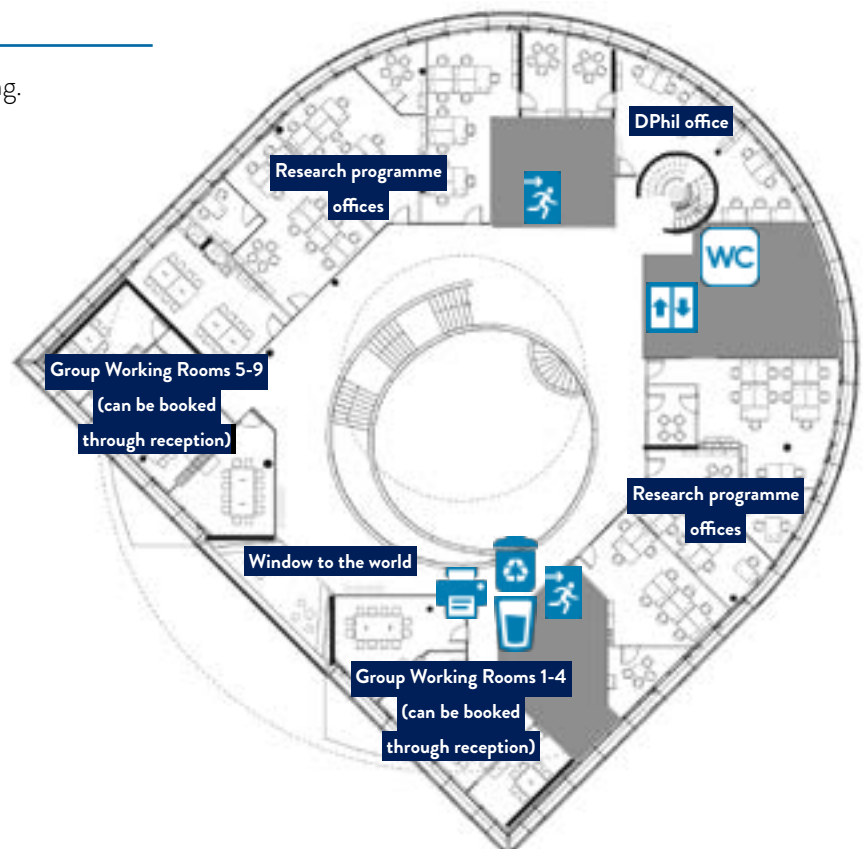 g.
DPhil office
Research programme
offices
WC
Group Working Rooms 5-9
(can be booked
through reception)
Research programme
offices
Window to the world
Group Working Rooms 1-4
(can be booked
through reception)